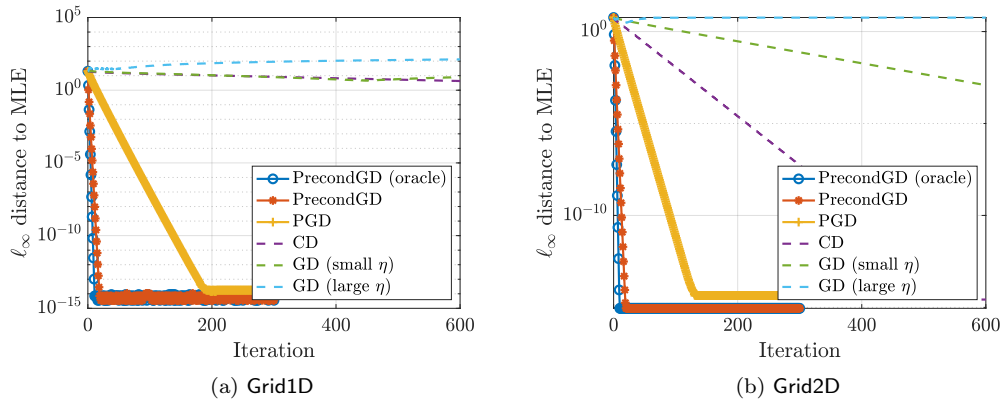 10^5
10^0
10^−5
10^−10
10^−15
ℓ∞ distance to MLE
PrecondGD (oracle)
PrecondGD
PGD
CD
GD (small η)
GD (large η)
0
200
400
600
Iteration
(a) Grid1D
10^0
10^−10
ℓ∞ distance to MLE
PrecondGD (oracle)
PrecondGD
PGD
CD
GD (small η)
GD (large η)
0
200
400
600
Iteration
(b) Grid2D